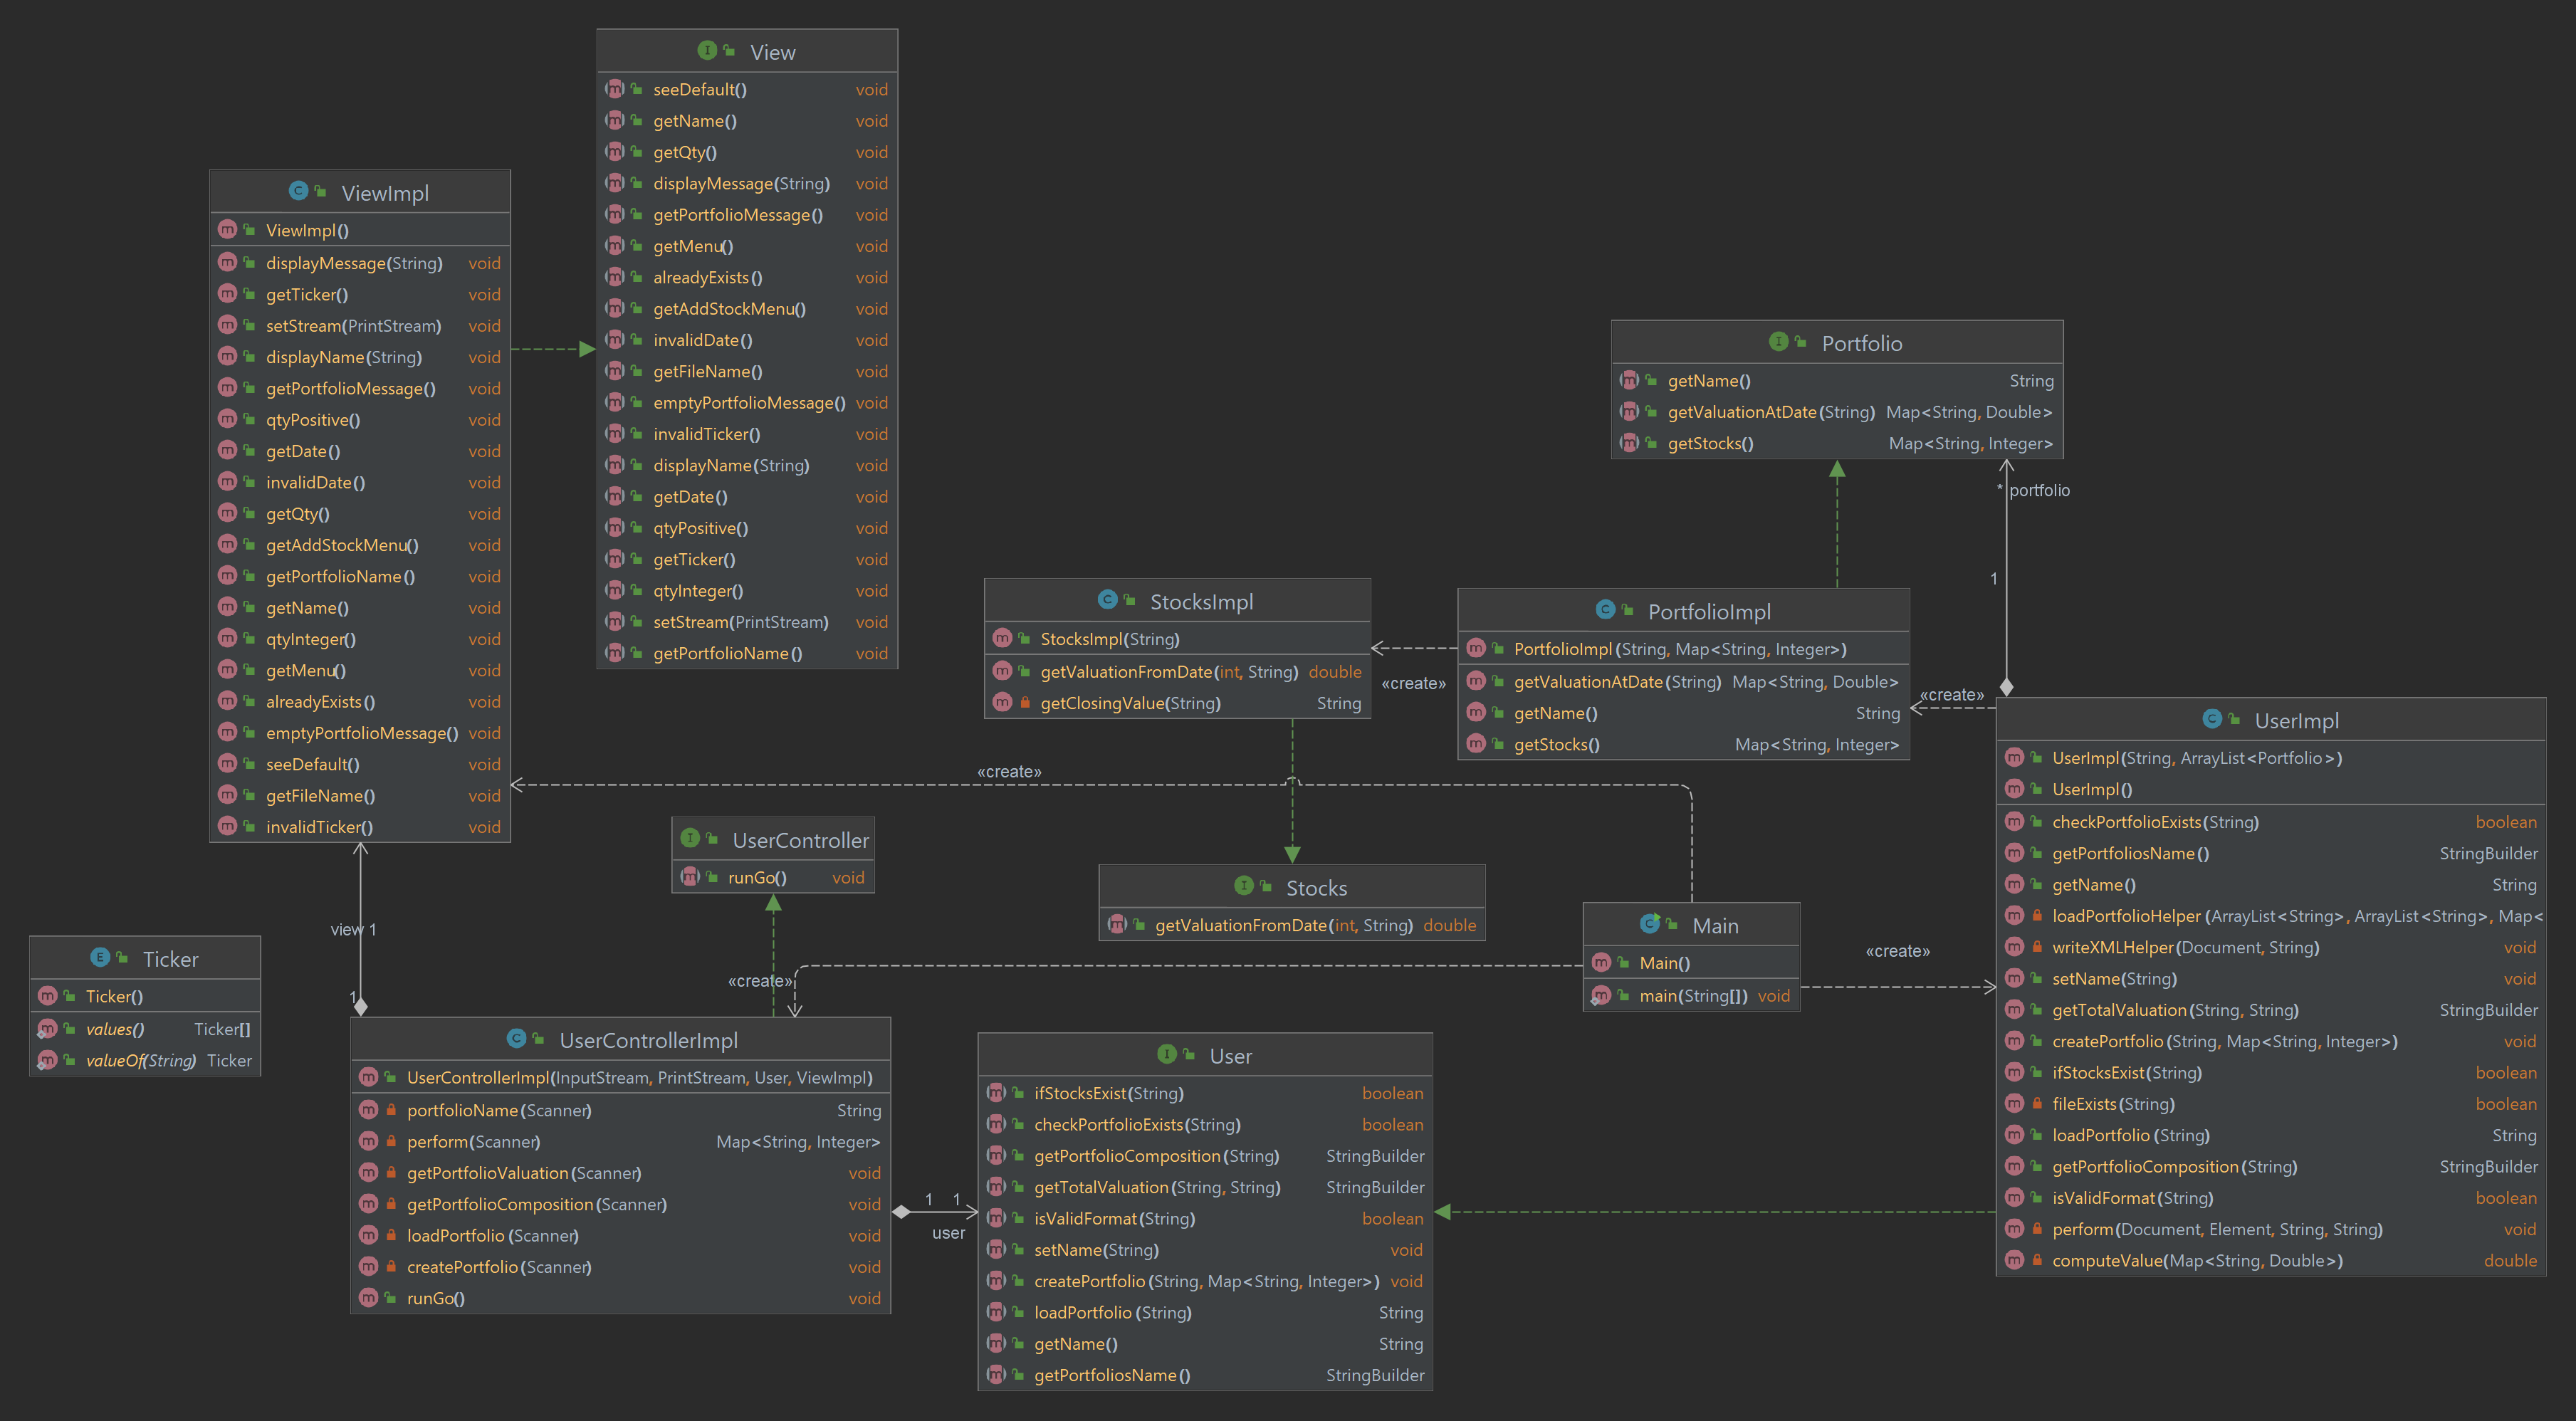 View
seeDefault() void
getName() void
getQty() void
displayMessage(String) void
getPortfolioMessage() void
getMenu() void
alreadyExists() void
getAddStockMenu() void
invalidDate() void
getFileName() void
emptyPortfolioMessage() void
invalidTicker() void
displayName(String) void
getDate() void
qtyPositive() void
getTicker() void
qtyInteger() void
setStream(PrintStream) void
getPortfolioName() void
ViewImpl
ViewImpl()
displayMessage(String) void
getTicker() void
setStream(PrintStream) void
displayName(String) void
getPortfolioMessage() void
qtyPositive() void
getDate() void
invalidDate() void
getQty() void
getAddStockMenu() void
getPortfolioName() void
getName() void
qtyInteger() void
getMenu() void
alreadyExists() void
emptyPortfolioMessage() void
seeDefault() void
getFileName() void
invalidTicker() void
Portfolio
getName() String
getValuationAtDate(String) Map<String, Double>
getStocks() Map<String, Integer>
* portfolio
1
StocksImpl
StocksImpl(String)
getValuationFromDate(int, String) double
getClosingValue(String) String
«create»
PortfolioImpl
PortfolioImpl(String, Map<String, Integer>)
getValuationAtDate(String) Map<String, Double>
getName() String
getStocks() Map<String, Integer>
«create»
UserImpl
UserImpl(String, ArrayList<Portfolio>)
UserImpl()
checkPortfolioExists(String) boolean
getPortfoliosName() StringBuilder
getName() String
loadPortfolioHelper(ArrayList<String>, ArrayList<String>, Map<
writeXMLHelper(Document, String) void
setName(String) void
getTotalValuation(String, String) StringBuilder
createPortfolio(String, Map<String, Integer>) void
ifStocksExist(String) boolean
fileExists(String) boolean
loadPortfolio(String) String
getPortfolioComposition(String) StringBuilder
isValidFormat(String) boolean
perform(Document, Element, String, String) void
computeValue(Map<String, Double>) double
«create»
UserController
runGo() void
Stocks
getValuationFromDate(int, String) double
Main
Main()
main(String[]) void
«create»
«create»
view 1
1
Ticker
Ticker()
values() Ticker[]
valueOf(String) Ticker
UserControllerImpl
UserControllerImpl(InputStream, PrintStream, User, ViewImpl)
portfolioName(Scanner) String
perform(Scanner) Map<String, Integer>
getPortfolioValuation(Scanner) void
getPortfolioComposition(Scanner) void
loadPortfolio(Scanner) void
createPortfolio(Scanner) void
runGo() void
1 1
user
User
ifStocksExist(String) boolean
checkPortfolioExists(String) boolean
getPortfolioComposition(String) StringBuilder
getTotalValuation(String, String) StringBuilder
isValidFormat(String) boolean
setName(String) void
createPortfolio(String, Map<String, Integer>) void
loadPortfolio(String) String
getName() String
getPortfoliosName() StringBuilder